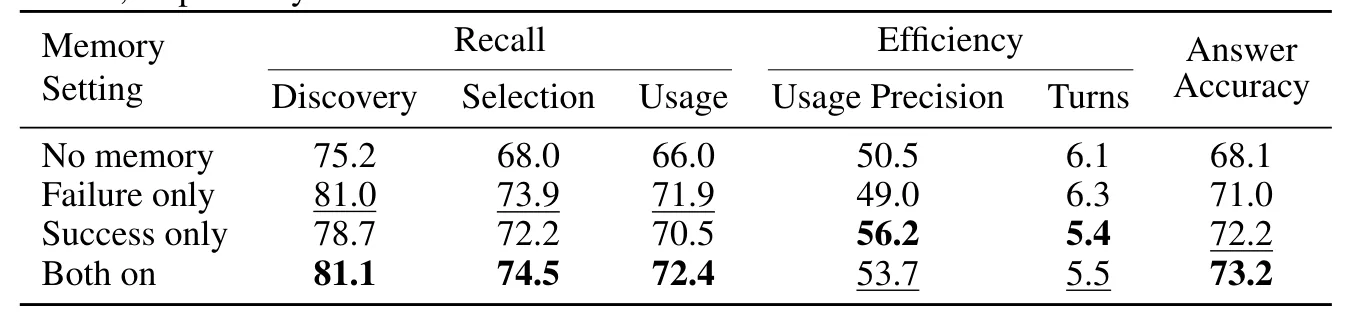 Memory Setting Recall Efficiency Answer Accuracy
Discovery Selection Usage Usage Precision Turns
No memory 75.2 68.0 66.0 50.5 6.1 68.1
Failure only 81.0 73.9 71.9 49.0 6.3 71.0
Success only 78.7 72.2 70.5 56.2 5.4 72.2
Both on 81.1 74.5 72.4 53.7 5.5 73.2